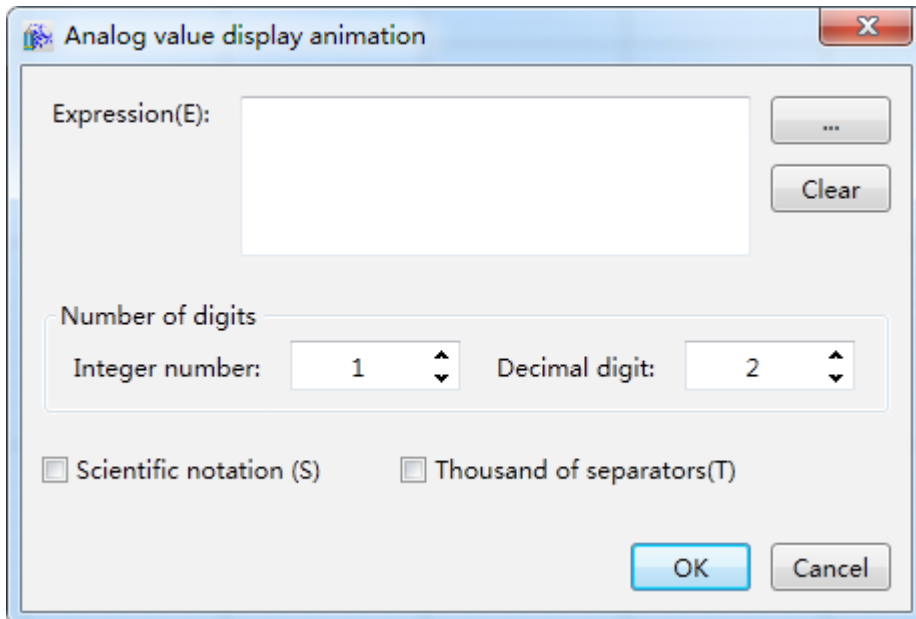 Analog value display animation
Expression(E):
...
Clear
Number of digits
Integer number: 1 Decimal digit: 2
Scientific notation (S) Thousand of separators(T)
OK Cancel